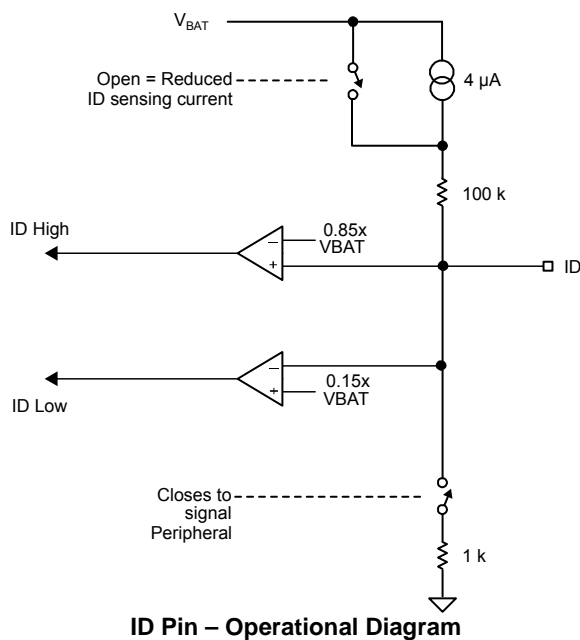 VBAT
Open = Reduced
ID sensing current
4 µA
100 k
ID High
0.85x
VBAT
–
+
ID
0.15x
VBAT
–
+
ID Low
Closes to
signal
Peripheral
1 k
ID Pin – Operational Diagram